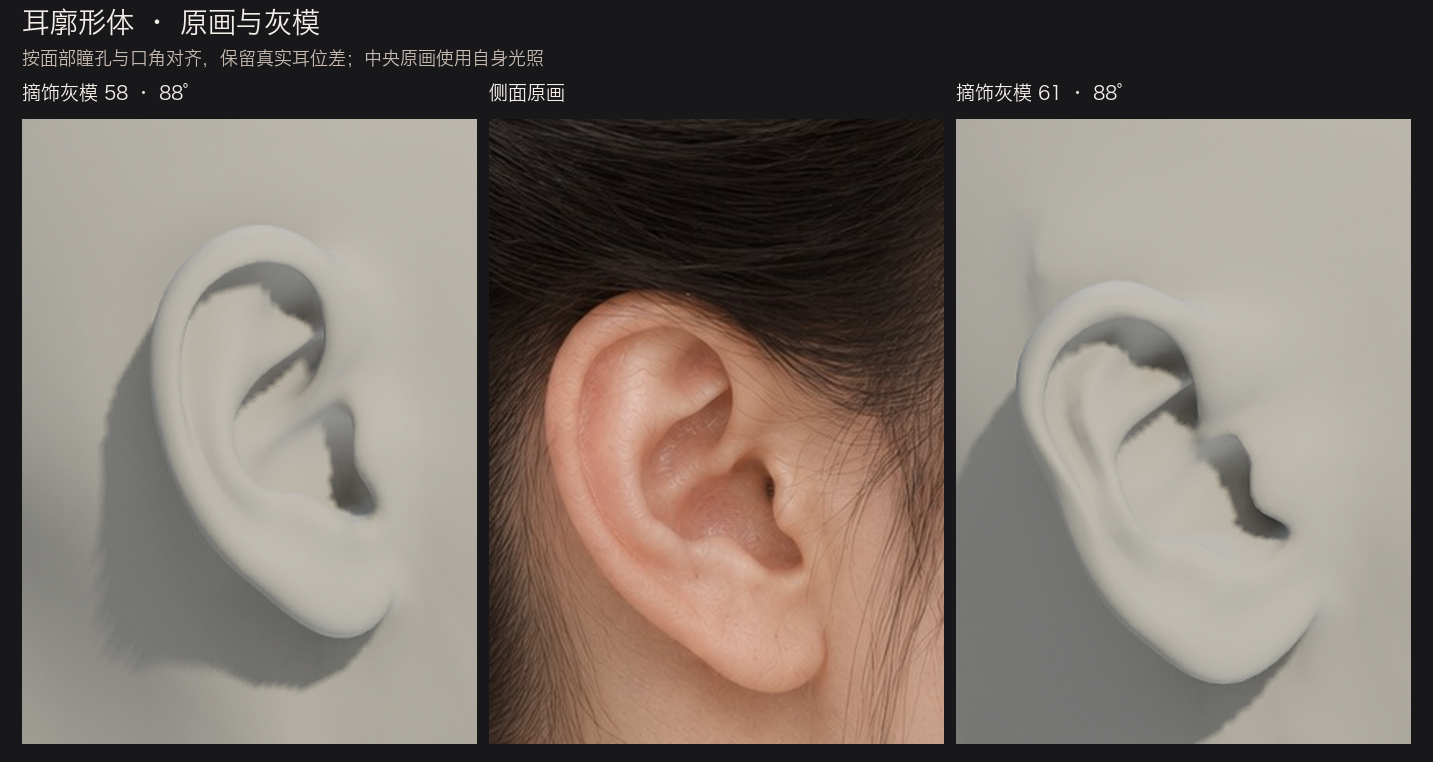 耳廓形体 · 原画与灰模
按面部瞳孔与口角对齐，保留真实耳位差；中央原画使用自身光照
摘饰灰模 58 · 88°
侧面原画
摘饰灰模 61 · 88°